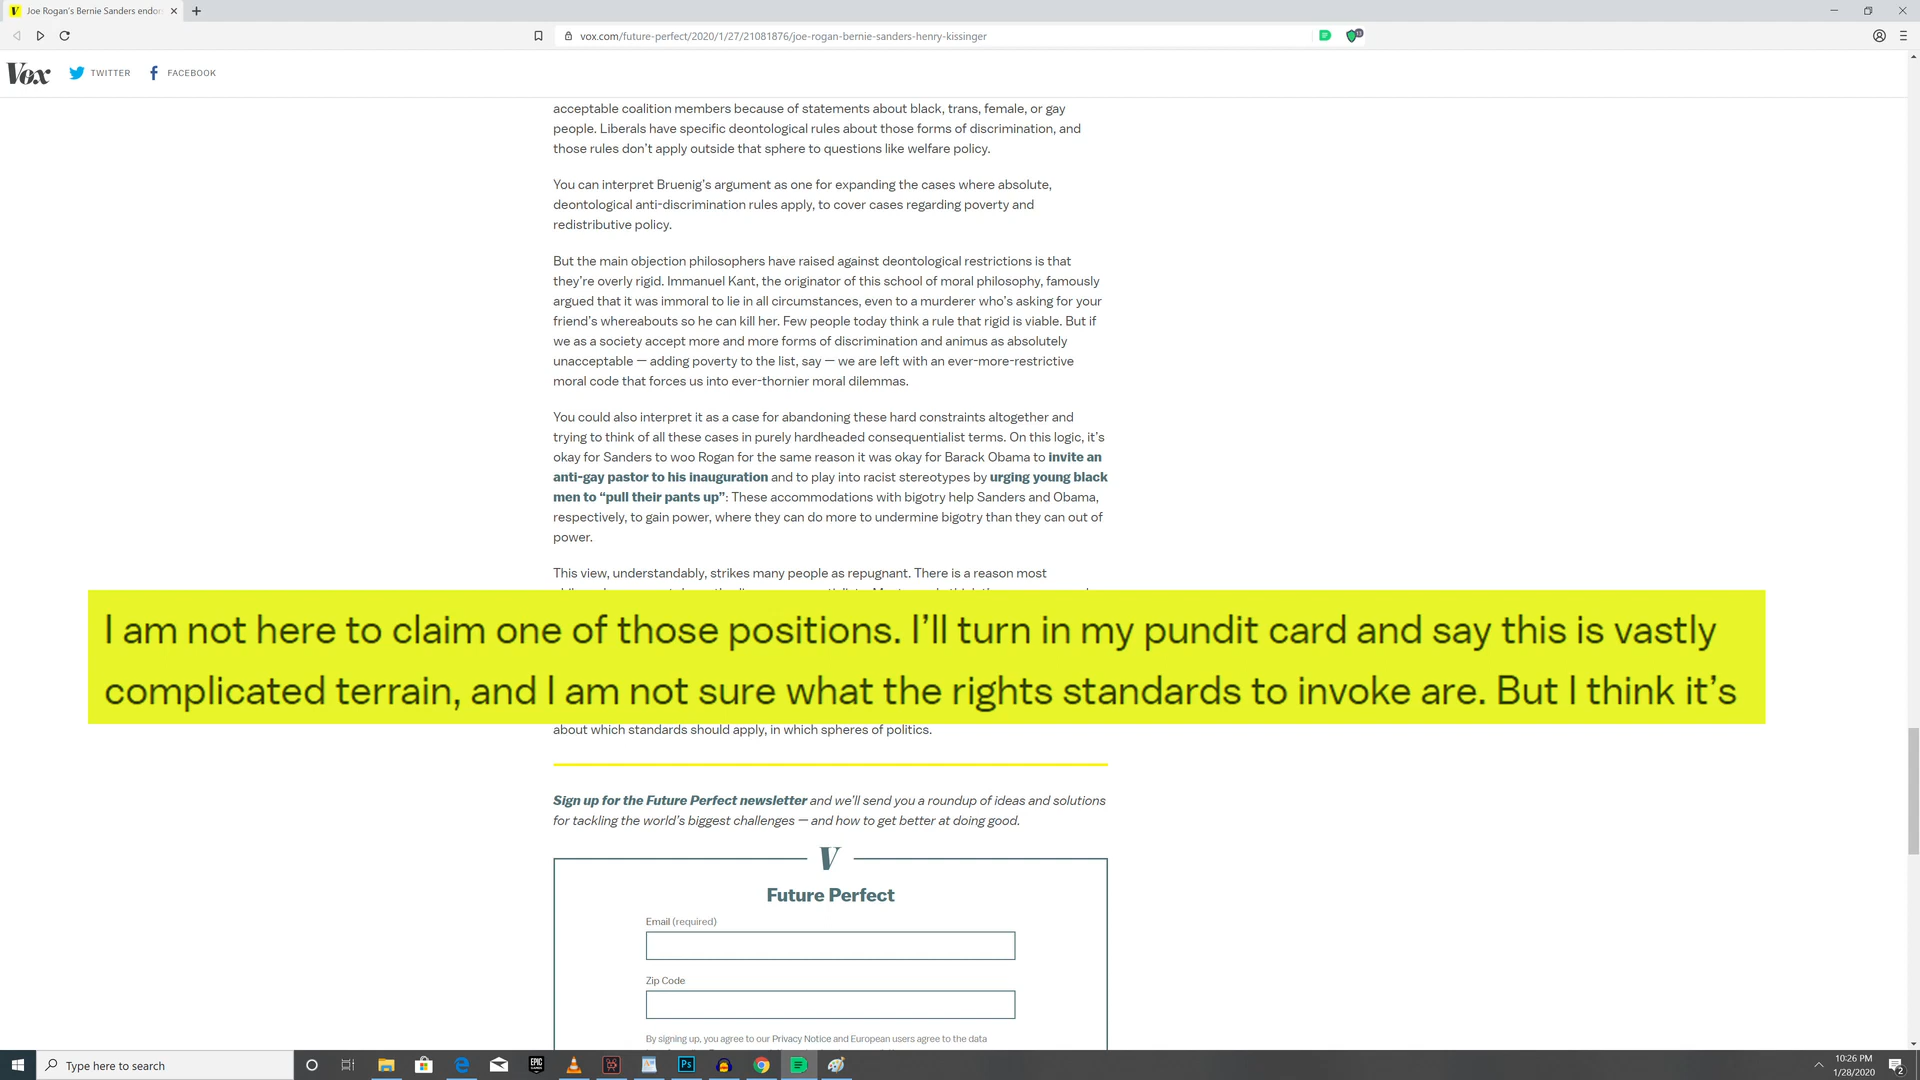 Joe Rogan's Bernie Sanders endor
vox.com/future-perfect/2020/1/27/21081876/joe-rogan-bernie-sanders-henry-kissinger
Vox TWITTER FACEBOOK
acceptable coalition members because of statements about black, trans, female, or gay
people. Liberals have specific deontological rules about those forms of discrimination, and
those rules don't apply outside that sphere to questions like welfare policy.
You can interpret Bruenig's argument as one for expanding the cases where absolute,
deontological anti-discrimination rules apply, to cover cases regarding poverty and
redistributive policy.
But the main objection philosophers have raised against deontological restrictions is that
they're overly rigid. Immanuel Kant, the originator of this school of moral philosophy, famously
argued that it was immoral to lie in all circumstances, even to a murderer who's asking for your
friend's whereabouts so he can kill her. Few people today think a rule that rigid is viable. But if
we as a society accept more and more forms of discrimination and animus as absolutely
unacceptable — adding poverty to the list, say — we are left with an ever-more-restrictive
moral code that forces us into ever-thornier moral dilemmas.
You could also interpret it as a case for abandoning these hard constraints altogether and
trying to think of all these cases in purely hardheaded consequentialist terms. On this logic, it's
okay for Sanders to woo Rogan for the same reason it was okay for Barack Obama to invite an
anti-gay pastor to his inauguration and to play into racist stereotypes by urging young black
men to “pull their pants up”: These accommodations with bigotry help Sanders and Obama,
respectively, to gain power, where they can do more to undermine bigotry than they can out of
power.
This view, understandably, strikes many people as repugnant. There is a reason most
I am not here to claim one of those positions. I'll turn in my pundit card and say this is vastly
complicated terrain, and I am not sure what the rights standards to invoke are. But I think it's
about which standards should apply, in which spheres of politics.
Sign up for the Future Perfect newsletter and we'll send you a roundup of ideas and solutions
for tackling the world's biggest challenges — and how to get better at doing good.
V
Future Perfect
Email (required)
Zip Code
By signing up, you agree to our Privacy Notice and European users agree to the data
Type here to search
EPIC
Ps
10:26 PM
1/28/2020
2